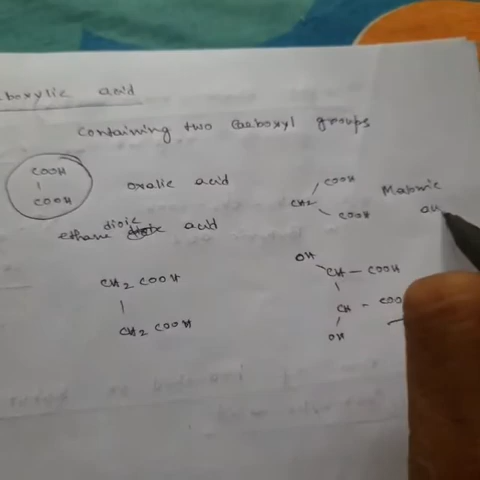 boxylic acid
containing two Carboxyl groups
COOH
|
COOH
oxalic acid
ethane dioic acid
CH2
COOH
COOH
Malonic
CH2 COOH
|
CH2 COOH
OH
CH - COOH
|
CH - COO
|
OH